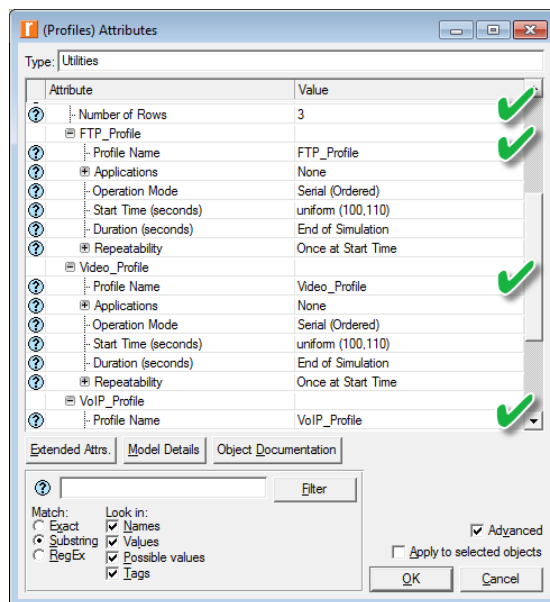 (Profiles) Attributes
Type: Utilities
Attribute Value
Number of Rows 3
FTP_Profile
Profile Name FTP_Profile
Applications None
Operation Mode Serial (Ordered)
Start Time (seconds) uniform (100,110)
Duration (seconds) End of Simulation
Repeatability Once at Start Time
Video_Profile
Profile Name Video_Profile
Applications None
Operation Mode Serial (Ordered)
Start Time (seconds) uniform (100,110)
Duration (seconds) End of Simulation
Repeatability Once at Start Time
VoIP_Profile
Profile Name VoIP_Profile
Extended Attrs. Model Details Object Documentation
Filter
Match: Look in:
Exact Names
Substring Values
RegEx Possible values
Tags
Advanced
Apply to selected objects
OK Cancel